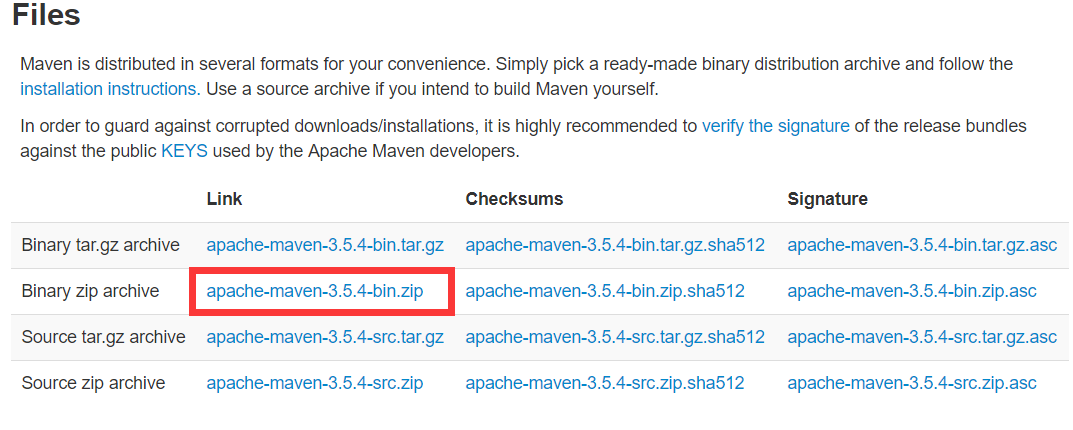 Files
Maven is distributed in several formats for your convenience. Simply pick a ready-made binary distribution archive and follow the
installation instructions. Use a source archive if you intend to build Maven yourself.
In order to guard against corrupted downloads/installations, it is highly recommended to verify the signature of the release bundles
against the public KEYS used by the Apache Maven developers.
Link Checksums Signature
Binary tar.gz archive apache-maven-3.5.4-bin.tar.gz apache-maven-3.5.4-bin.tar.gz.sha512 apache-maven-3.5.4-bin.tar.gz.asc
Binary zip archive apache-maven-3.5.4-bin.zip apache-maven-3.5.4-bin.zip.sha512 apache-maven-3.5.4-bin.zip.asc
Source tar.gz archive apache-maven-3.5.4-src.tar.gz apache-maven-3.5.4-src.tar.gz.sha512 apache-maven-3.5.4-src.tar.gz.asc
Source zip archive apache-maven-3.5.4-src.zip apache-maven-3.5.4-src.zip.sha512 apache-maven-3.5.4-src.zip.asc